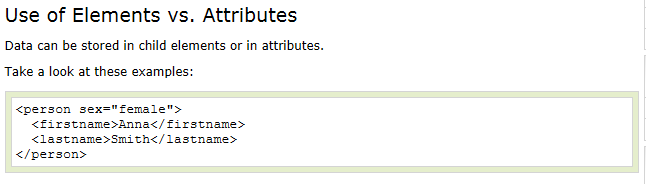 Use of Elements vs. Attributes
Data can be stored in child elements or in attributes.
Take a look at these examples:
<person sex="female">
  <firstname>Anna</firstname>
  <lastname>Smith</lastname>
</person>